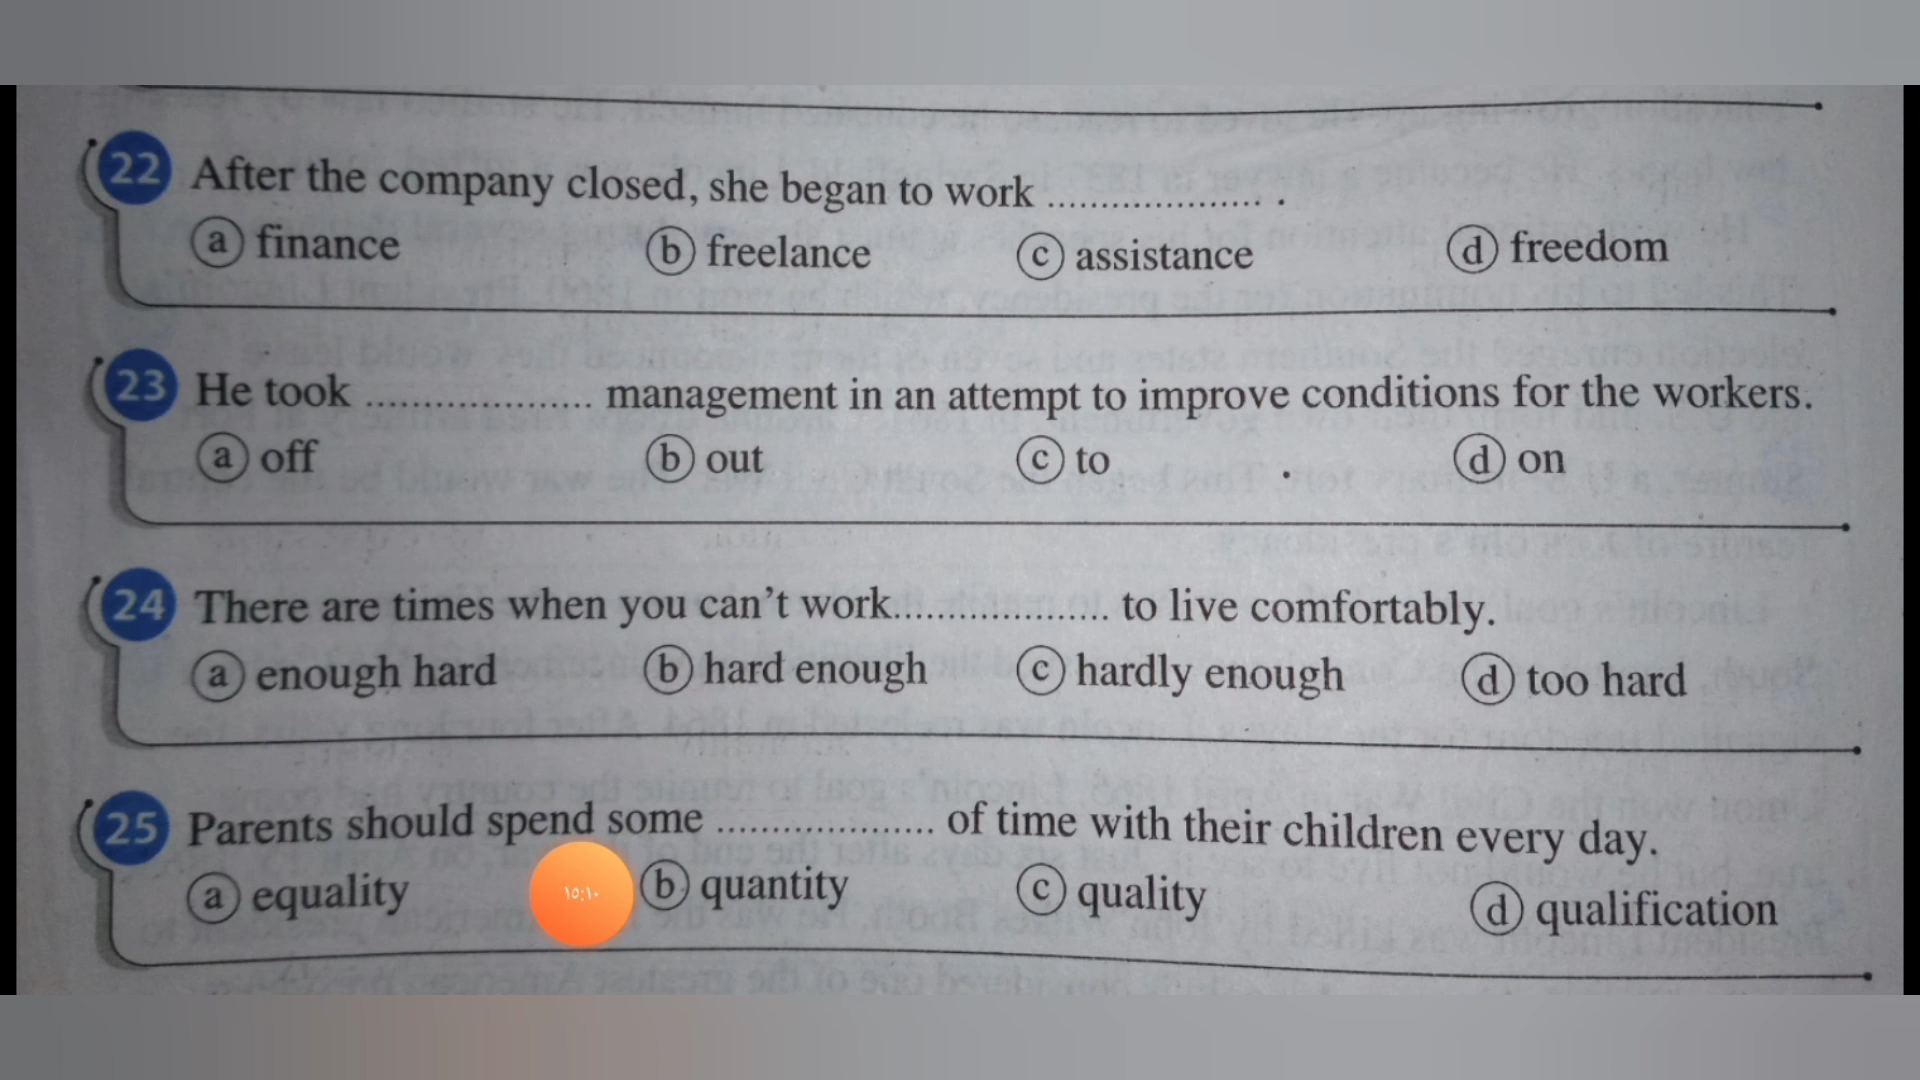 22 After the company closed, she began to work .................... .
a finance b freelance c assistance d freedom
23 He took .................... management in an attempt to improve conditions for the workers.
a off b out c to d on
24 There are times when you can't work.................... to live comfortably.
a enough hard b hard enough c hardly enough d too hard
25 Parents should spend some .................... of time with their children every day.
١٥:١٠
a equality b quantity c quality d qualification